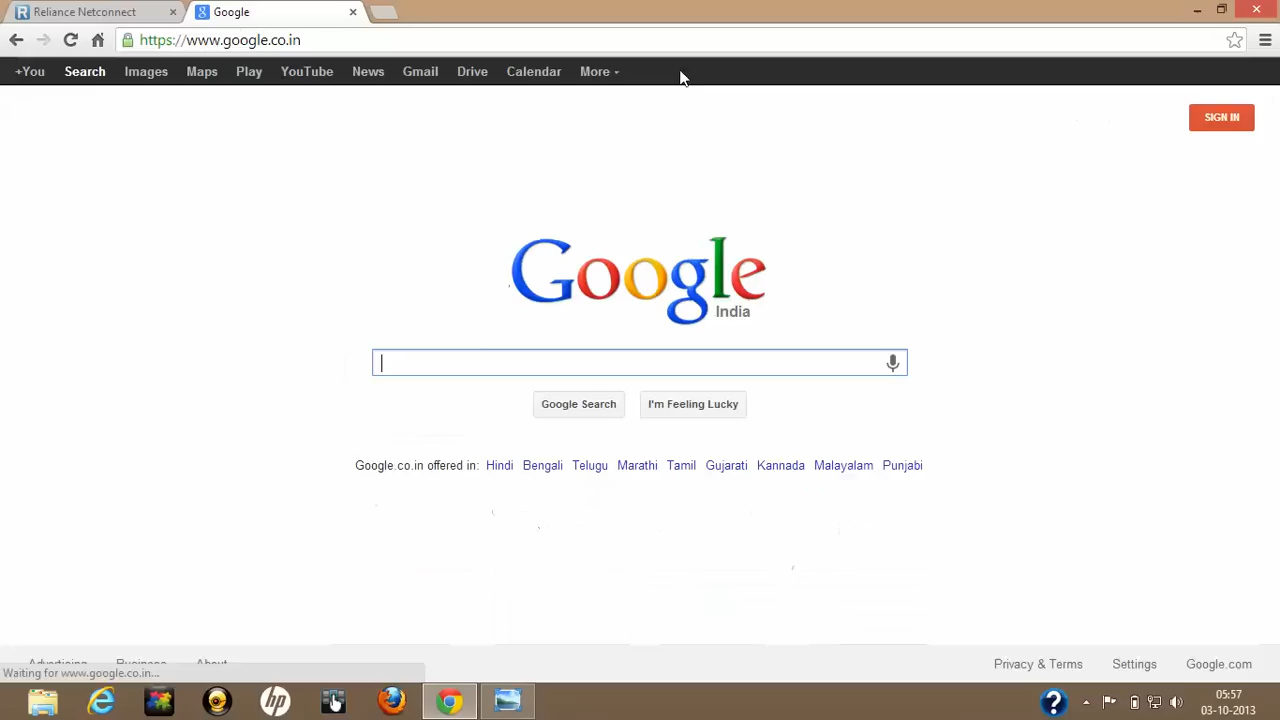 Reliance Netconnect
Google
https://www.google.co.in
+You Search Images Maps Play YouTube News Gmail Drive Calendar More
SIGN IN
Google
India
Google Search I'm Feeling Lucky
Google.co.in offered in: Hindi Bengali Telugu Marathi Tamil Gujarati Kannada Malayalam Punjabi
Advertising Business About Privacy & Terms Settings Google.com
Waiting for www.google.co.in...
hp
05:57
03-10-2013